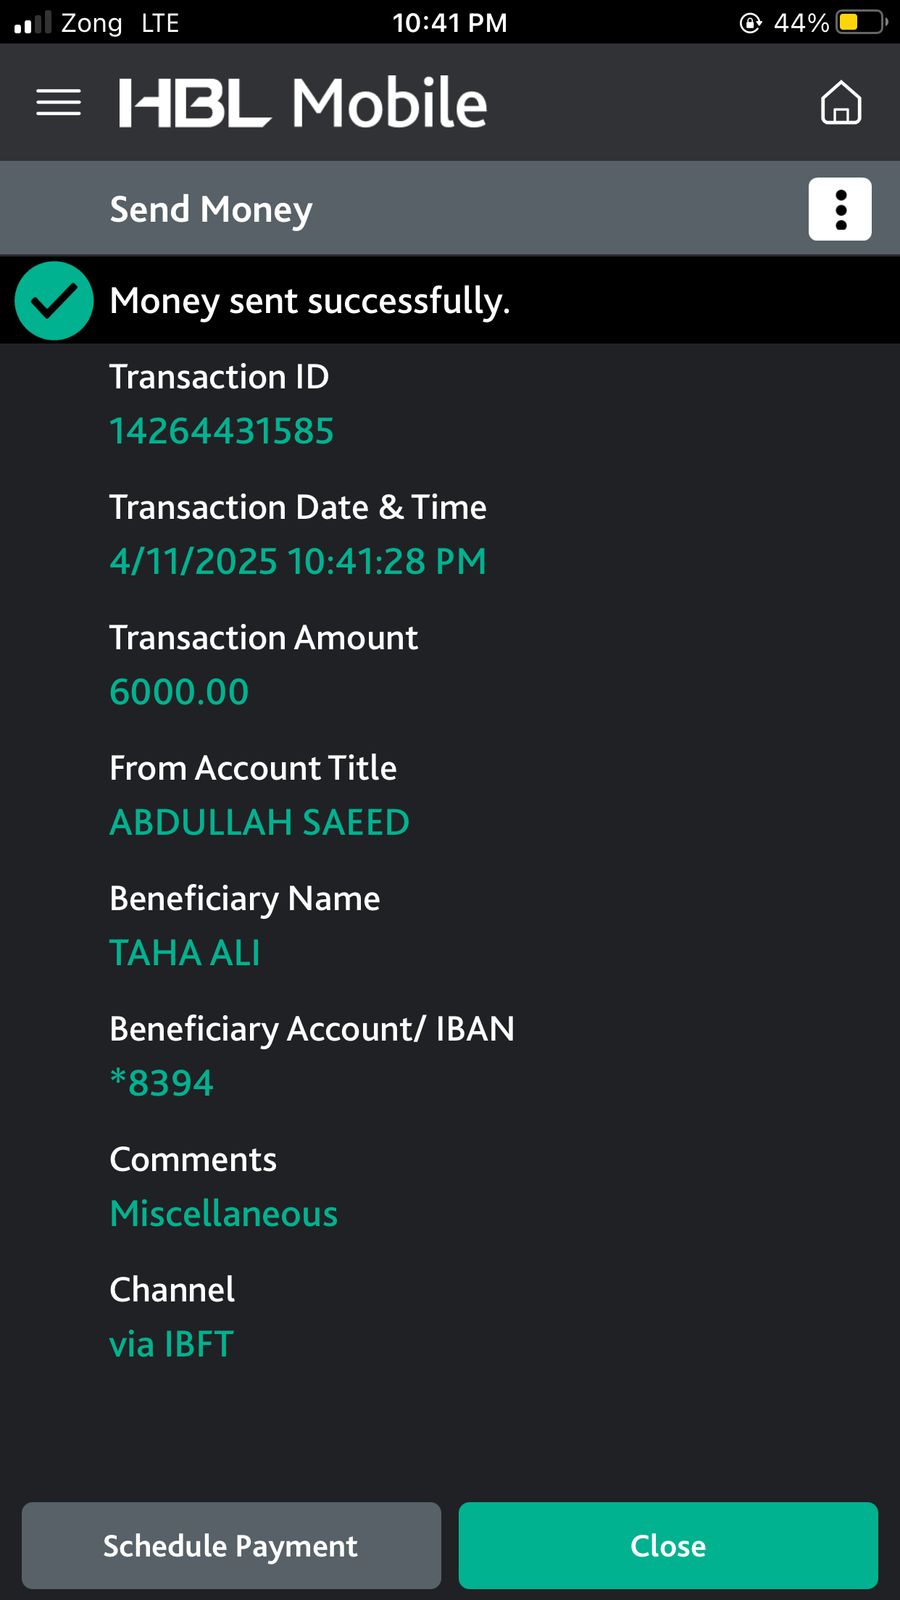 Zong LTE 10:41 PM 44%
HBL Mobile
Send Money
Money sent successfully.
Transaction ID
14264431585
Transaction Date & Time
4/11/2025 10:41:28 PM
Transaction Amount
6000.00
From Account Title
ABDULLAH SAEED
Beneficiary Name
TAHA ALI
Beneficiary Account/ IBAN
*8394
Comments
Miscellaneous
Channel
via IBFT
Schedule Payment Close